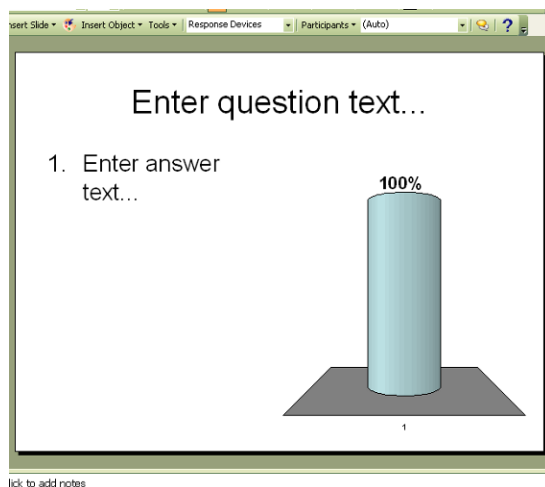 nsert Slide Insert Object Tools Response Devices Participants (Auto) ?
Enter question text...
1. Enter answer
text...
100%
1
lick to add notes